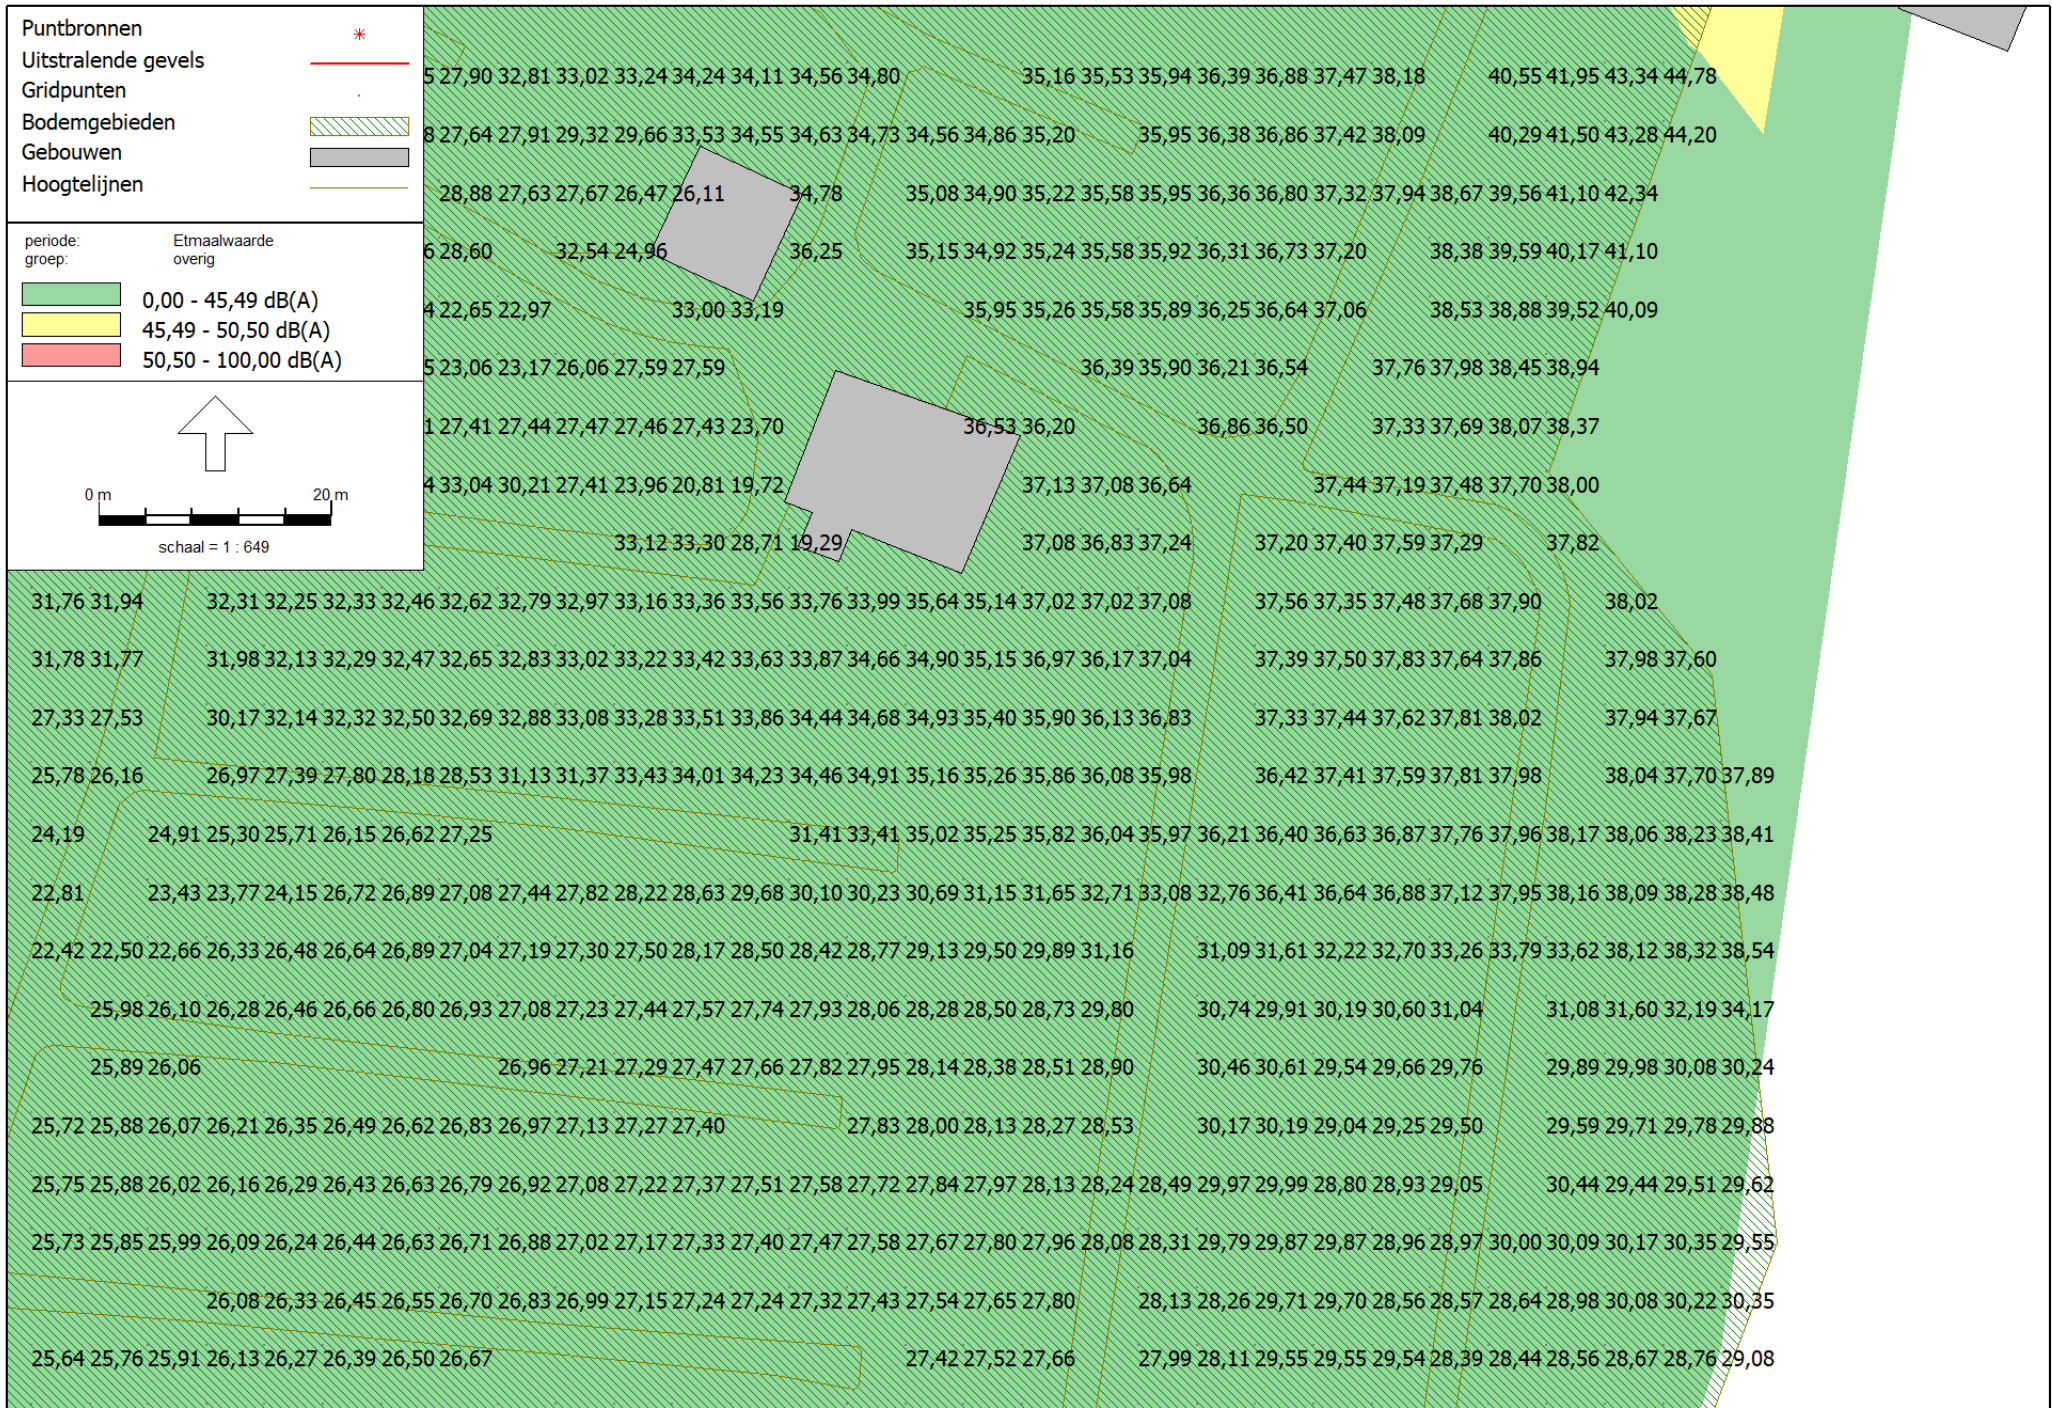 Puntbronnen
Uitstralende gevels
Gridpunten
Bodemgebieden
Gebouwen
Hoogtelijnen
periode: Etmaalwaarde
groep: overig
0,00 - 45,49 dB(A)
45,49 - 50,50 dB(A)
50,50 - 100,00 dB(A)
0 m 20 m
schaal = 1 : 649
5 27,90 32,81 33,02 33,24 34,24 34,11 34,56 34,80 35,16 35,53 35,94 36,39 36,88 37,47 38,18 40,55 41,95 43,34 44,78
8 27,64 27,91 29,32 29,66 33,53 34,55 34,63 34,73 34,56 34,86 35,20 35,95 36,38 36,86 37,42 38,09 40,29 41,50 43,28 44,20
28,88 27,63 27,67 26,47 26,11 34,78 35,08 34,90 35,22 35,58 35,95 36,36 36,80 37,32 37,94 38,67 39,56 41,10 42,34
6 28,60 32,54 24,96 36,25 35,15 34,92 35,24 35,58 35,92 36,31 36,73 37,20 38,38 39,59 40,17 41,10
4 22,65 22,97 33,00 33,19 35,95 35,26 35,58 35,89 36,25 36,64 37,06 38,53 38,88 39,52 40,09
5 23,06 23,17 26,06 27,59 27,59 36,39 35,90 36,21 36,54 37,76 37,98 38,45 38,94
1 27,41 27,44 27,47 27,46 27,43 23,70 36,53 36,20 36,86 36,50 37,33 37,69 38,07 38,37
4 33,04 30,21 27,41 23,96 20,81 19,72 37,13 37,08 36,64 37,44 37,19 37,48 37,70 38,00
33,12 33,30 28,71 19,29 37,08 36,83 37,24 37,20 37,40 37,59 37,29 37,82
31,76 31,94 32,31 32,25 32,33 32,46 32,62 32,79 32,97 33,16 33,36 33,56 33,76 33,99 35,64 35,14 37,02 37,02 37,08 37,56 37,35 37,48 37,68 37,90 38,02
31,78 31,77 31,98 32,13 32,29 32,47 32,65 32,83 33,02 33,22 33,42 33,63 33,87 34,66 34,90 35,15 36,97 36,17 37,04 37,39 37,50 37,83 37,64 37,86 37,98 37,60
27,33 27,53 30,17 32,14 32,32 32,50 32,69 32,88 33,08 33,28 33,51 33,86 34,44 34,68 34,93 35,40 35,90 36,13 36,83 37,33 37,44 37,62 37,81 38,02 37,94 37,67
25,78 26,16 26,97 27,39 27,80 28,18 28,53 31,13 31,37 33,43 34,01 34,23 34,46 34,91 35,16 35,26 35,86 36,08 35,98 36,42 37,41 37,59 37,81 37,98 38,04 37,70 37,89
24,19 24,91 25,30 25,71 26,15 26,62 27,25 31,41 33,41 35,02 35,25 35,82 36,04 35,97 36,21 36,40 36,63 36,87 37,76 37,96 38,17 38,06 38,23 38,41
22,81 23,43 23,77 24,15 26,72 26,89 27,08 27,44 27,82 28,22 28,63 29,68 30,10 30,23 30,69 31,15 31,65 32,71 33,08 32,76 36,41 36,64 36,88 37,12 37,95 38,16 38,09 38,28 38,48
22,42 22,50 22,66 26,33 26,48 26,64 26,89 27,04 27,19 27,30 27,50 28,17 28,50 28,42 28,77 29,13 29,50 29,89 31,16 31,09 31,61 32,22 32,70 33,26 33,79 33,62 38,12 38,32 38,54
25,98 26,10 26,28 26,46 26,66 26,80 26,93 27,08 27,23 27,44 27,57 27,74 27,93 28,06 28,28 28,50 28,73 29,80 30,74 29,91 30,19 30,60 31,04 31,08 31,60 32,19 34,17
25,89 26,06 26,96 27,21 27,29 27,47 27,66 27,82 27,95 28,14 28,38 28,51 28,90 30,46 30,61 29,54 29,66 29,76 29,89 29,98 30,08 30,24
25,72 25,88 26,07 26,21 26,35 26,49 26,62 26,83 26,97 27,13 27,27 27,40 27,83 28,00 28,13 28,27 28,53 30,17 30,19 29,04 29,25 29,50 29,59 29,71 29,78 29,88
25,75 25,88 26,02 26,16 26,29 26,43 26,63 26,79 26,92 27,08 27,22 27,37 27,51 27,58 27,72 27,84 27,97 28,13 28,24 28,49 29,97 29,99 28,80 28,93 29,05 30,44 29,44 29,51 29,62
25,73 25,85 25,99 26,09 26,24 26,44 26,63 26,71 26,88 27,02 27,17 27,33 27,40 27,47 27,58 27,67 27,80 27,96 28,08 28,31 29,79 29,87 29,87 28,96 28,97 30,00 30,09 30,17 30,35 29,55
26,08 26,33 26,45 26,55 26,70 26,83 26,99 27,15 27,24 27,24 27,32 27,43 27,54 27,65 27,80 28,13 28,26 29,71 29,70 28,56 28,57 28,64 28,98 30,08 30,22 30,35
25,64 25,76 25,91 26,13 26,27 26,39 26,50 26,67 27,42 27,52 27,66 27,99 28,11 29,55 29,55 29,54 28,39 28,44 28,56 28,67 28,76 29,08